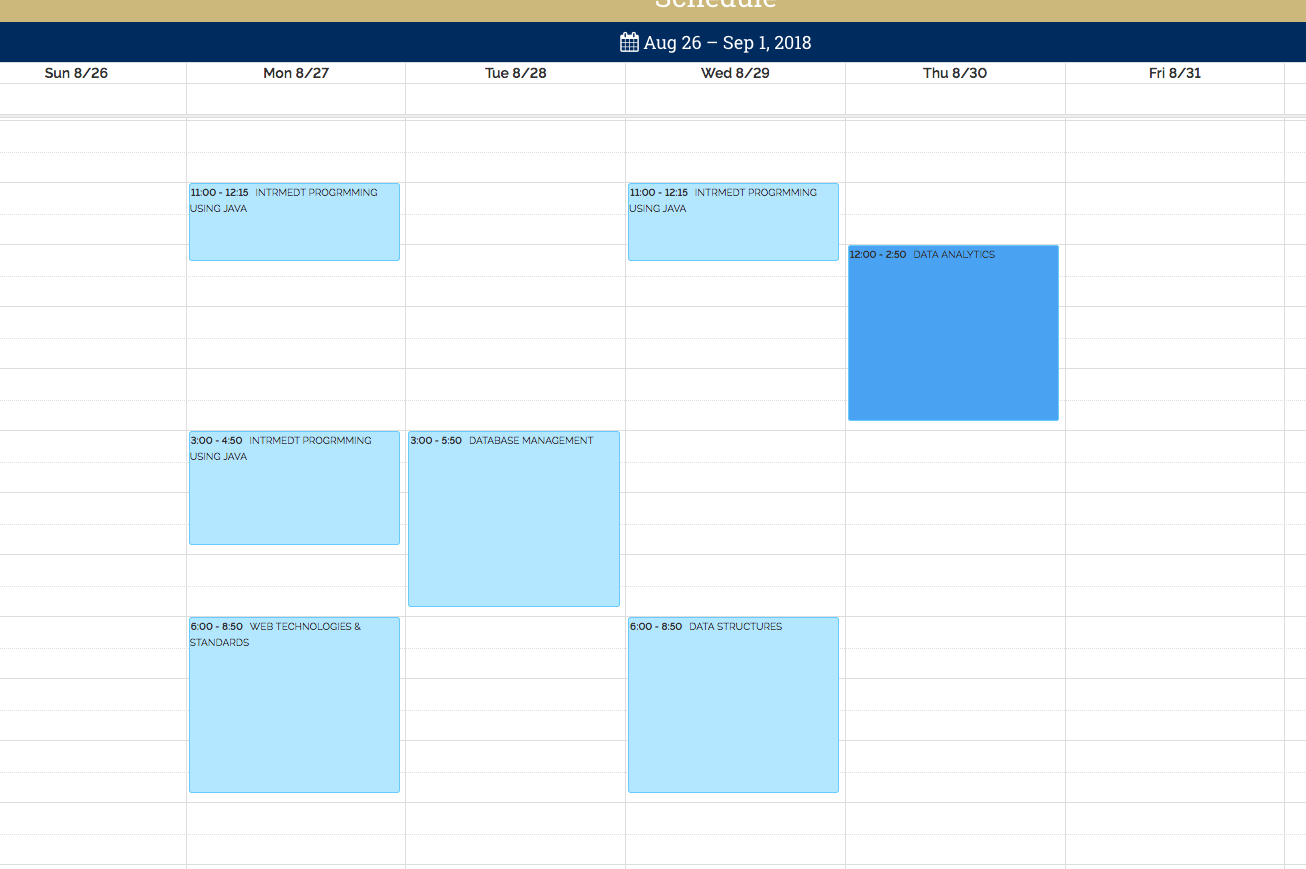 Schedule
Aug 26 – Sep 1, 2018
Sun 8/26
Mon 8/27
Tue 8/28
Wed 8/29
Thu 8/30
Fri 8/31
11:00 - 12:15 INTRMEDT PROGRMMING
USING JAVA
11:00 - 12:15 INTRMEDT PROGRMMING
USING JAVA
12:00 - 2:50 DATA ANALYTICS
3:00 - 4:50 INTRMEDT PROGRMMING
USING JAVA
3:00 - 5:50 DATABASE MANAGEMENT
6:00 - 8:50 WEB TECHNOLOGIES &
STANDARDS
6:00 - 8:50 DATA STRUCTURES